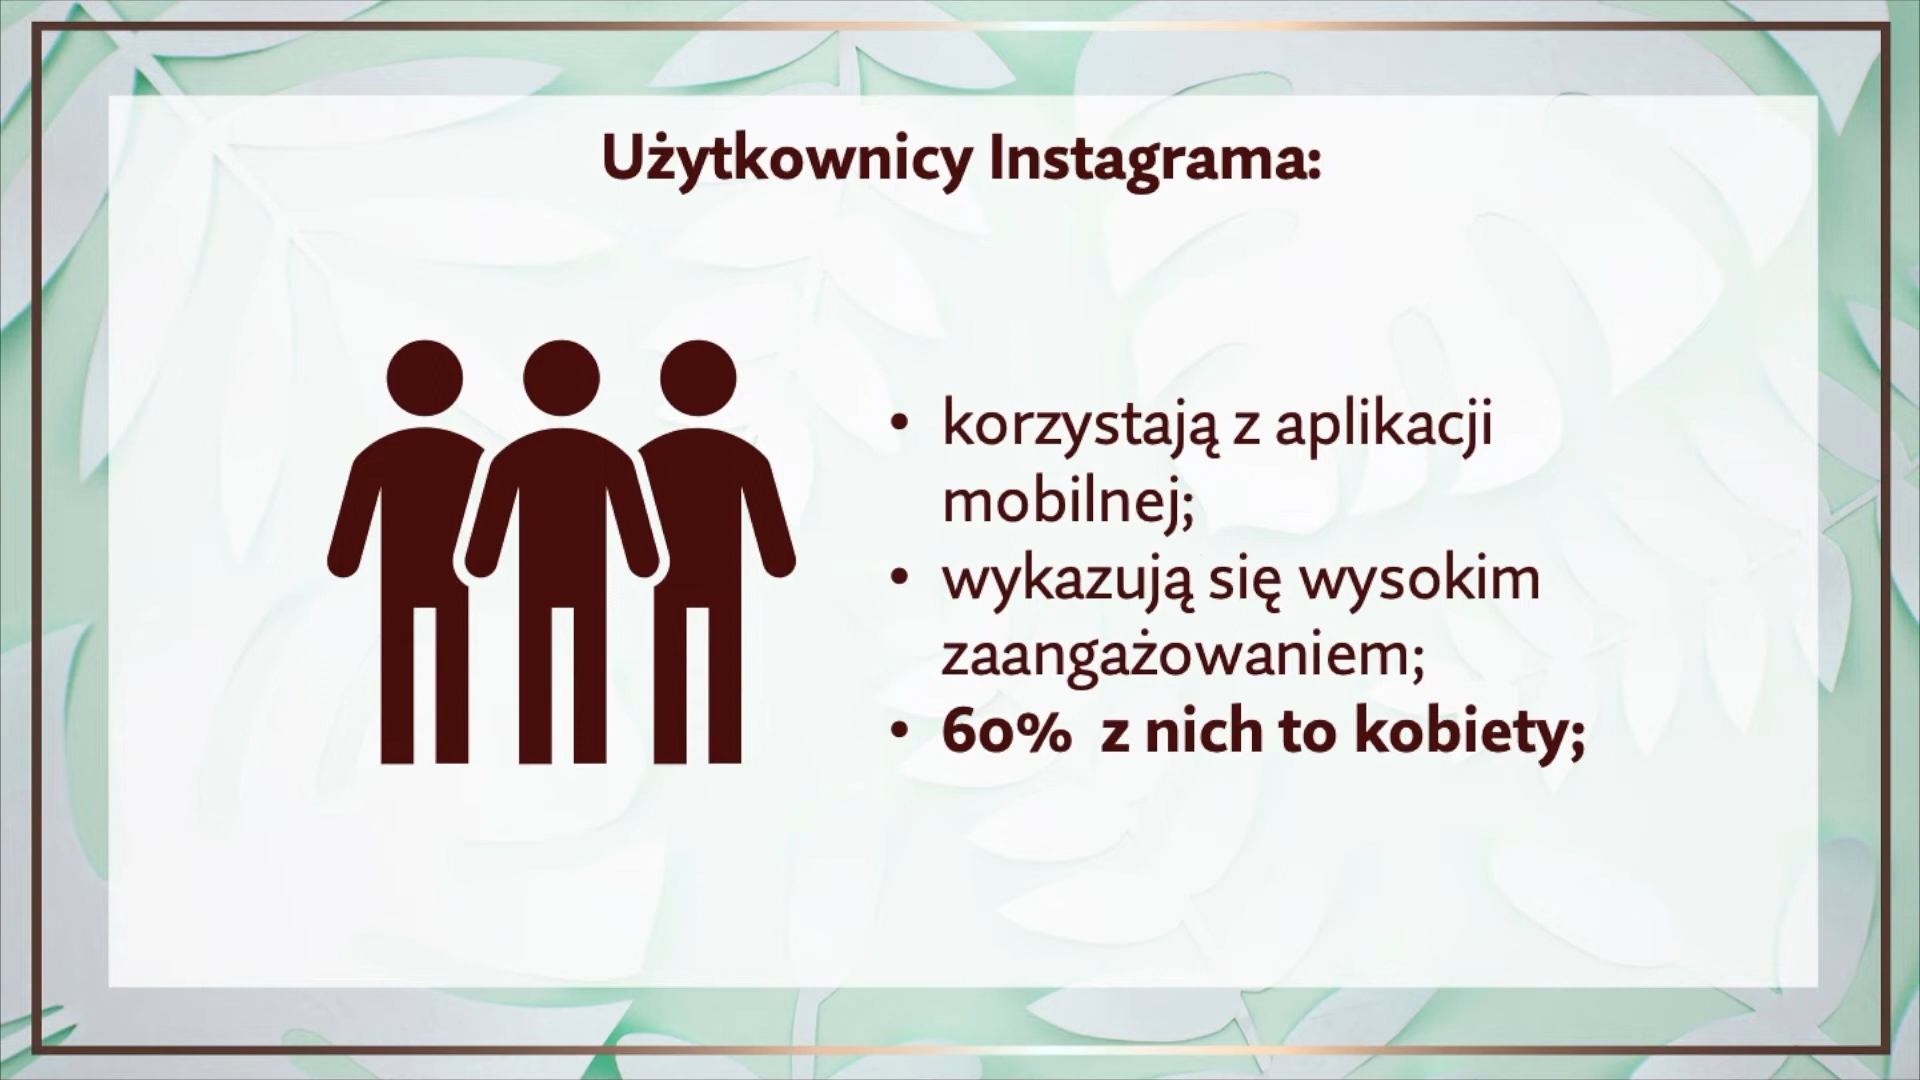 Użytkownicy Instagrama:
• korzystają z aplikacji
mobilnej;
• wykazują się wysokim
zaangażowaniem;
• 60% z nich to kobiety;